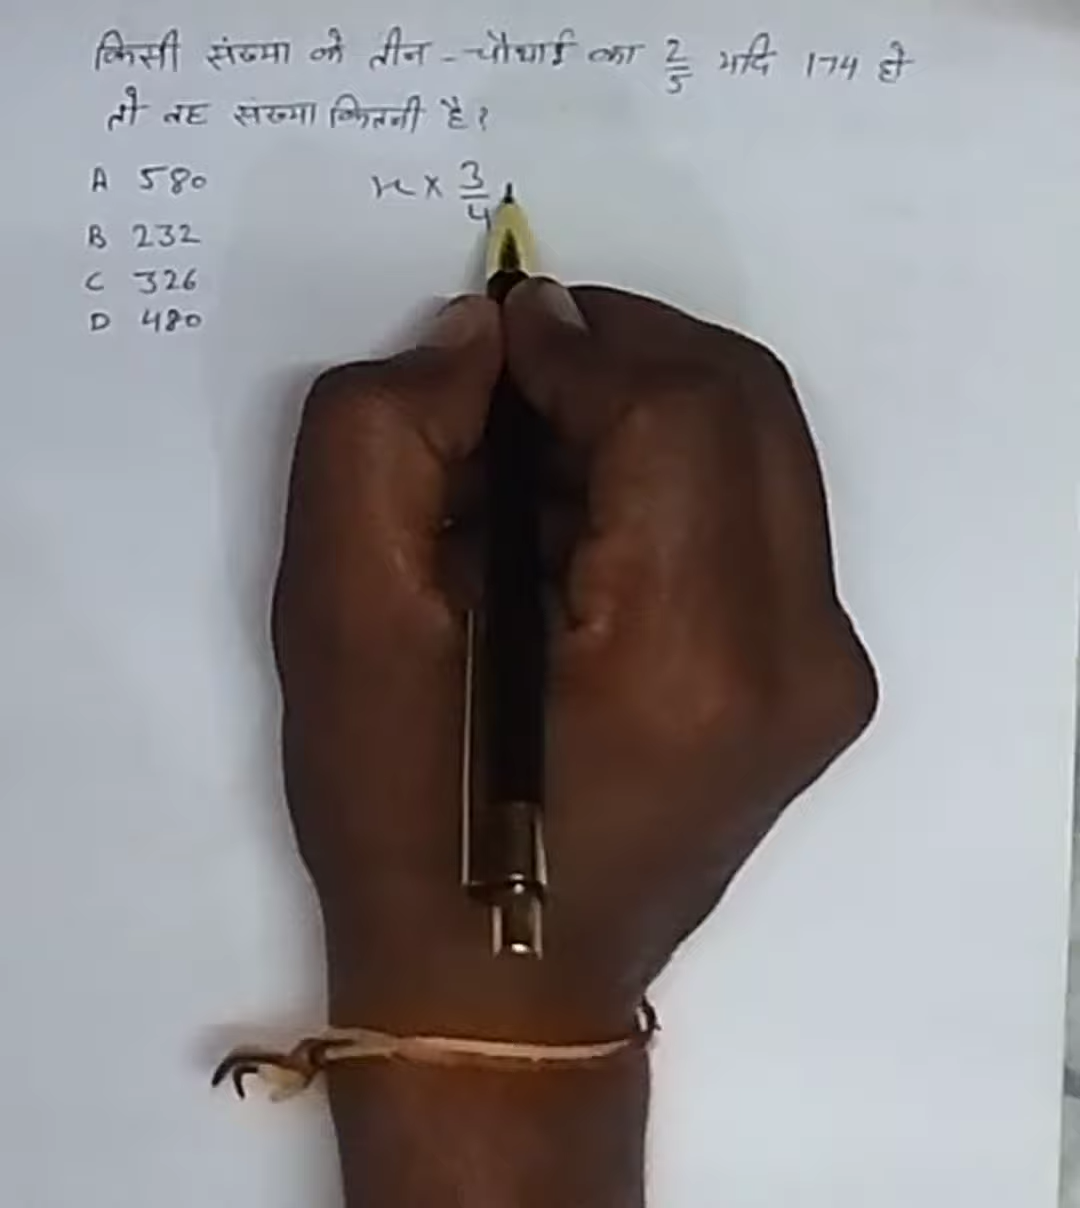 किसी संख्या के तीन-चौथाई का 2/5 यदि 174 हो
तो वह संख्या कितनी है?
A 580
B 232
C 326
D 480
x × 3/4